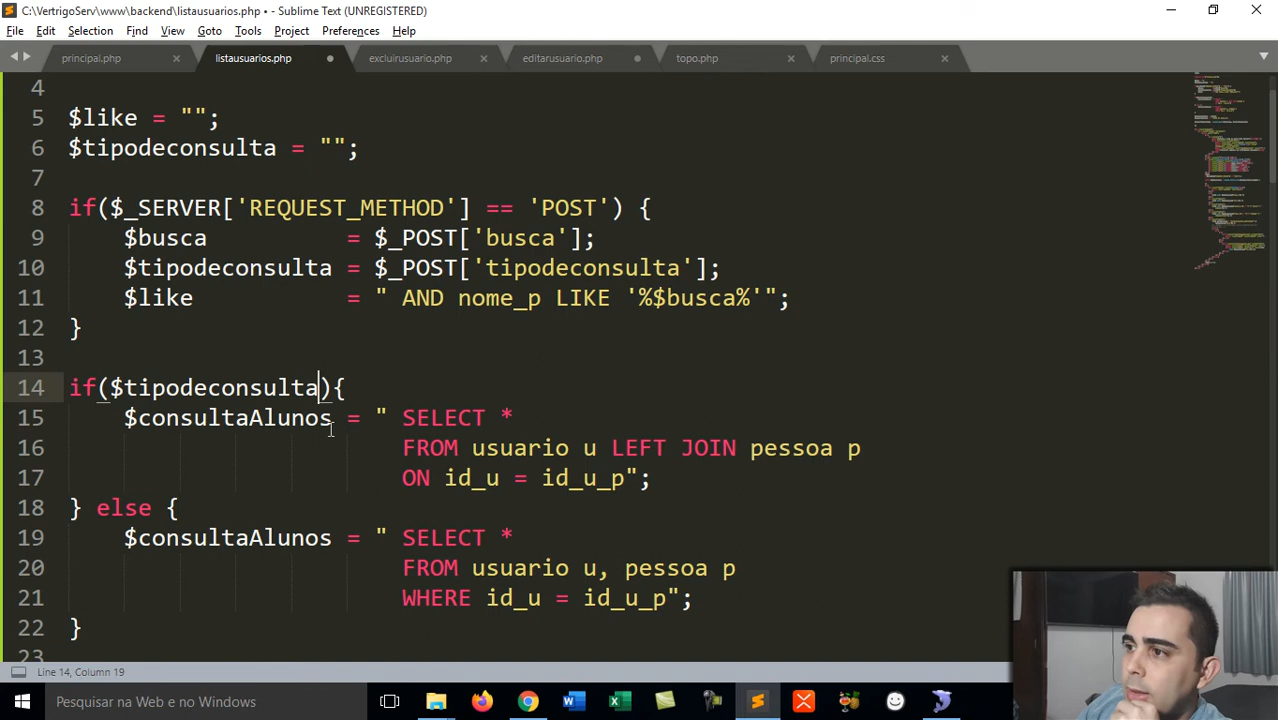 C:\VertrigoServ\www\backend\listausuarios.php • - Sublime Text (UNREGISTERED)
File Edit Selection Find View Goto Tools Project Preferences Help
principal.php listausuarios.php excluirusuario.php editarusuario.php topo.php principal.css
4
5 $like = "";
6 $tipodeconsulta = "";
7
8 if($_SERVER['REQUEST_METHOD'] == 'POST') {
9 $busca = $_POST['busca'];
10 $tipodeconsulta = $_POST['tipodeconsulta'];
11 $like = " AND nome_p LIKE '%$busca%'";
12 }
13
14 if($tipodeconsulta){
15 $consultaAlunos = " SELECT *
16 FROM usuario u LEFT JOIN pessoa p
17 ON id_u = id_u_p";
18 } else {
19 $consultaAlunos = " SELECT *
20 FROM usuario u, pessoa p
21 WHERE id_u = id_u_p";
22 }
23
Line 14, Column 19
Pesquisar na Web e no Windows